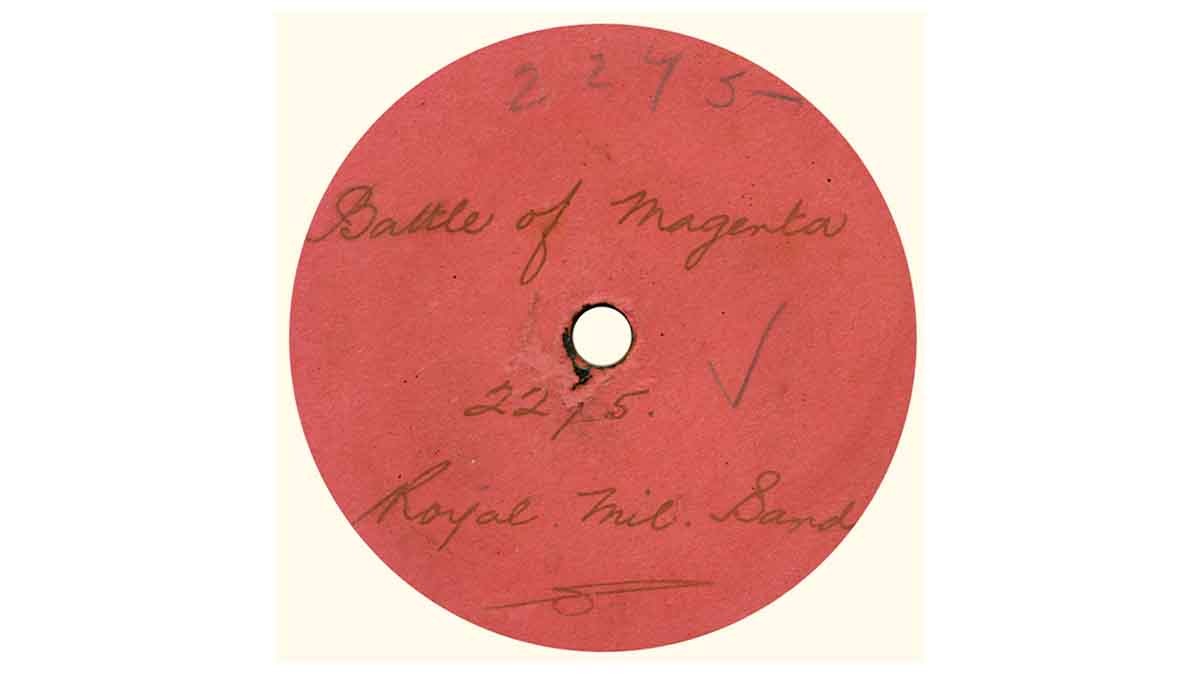 2275
Battle of Magenta
2275.
Royal. Mil. Band